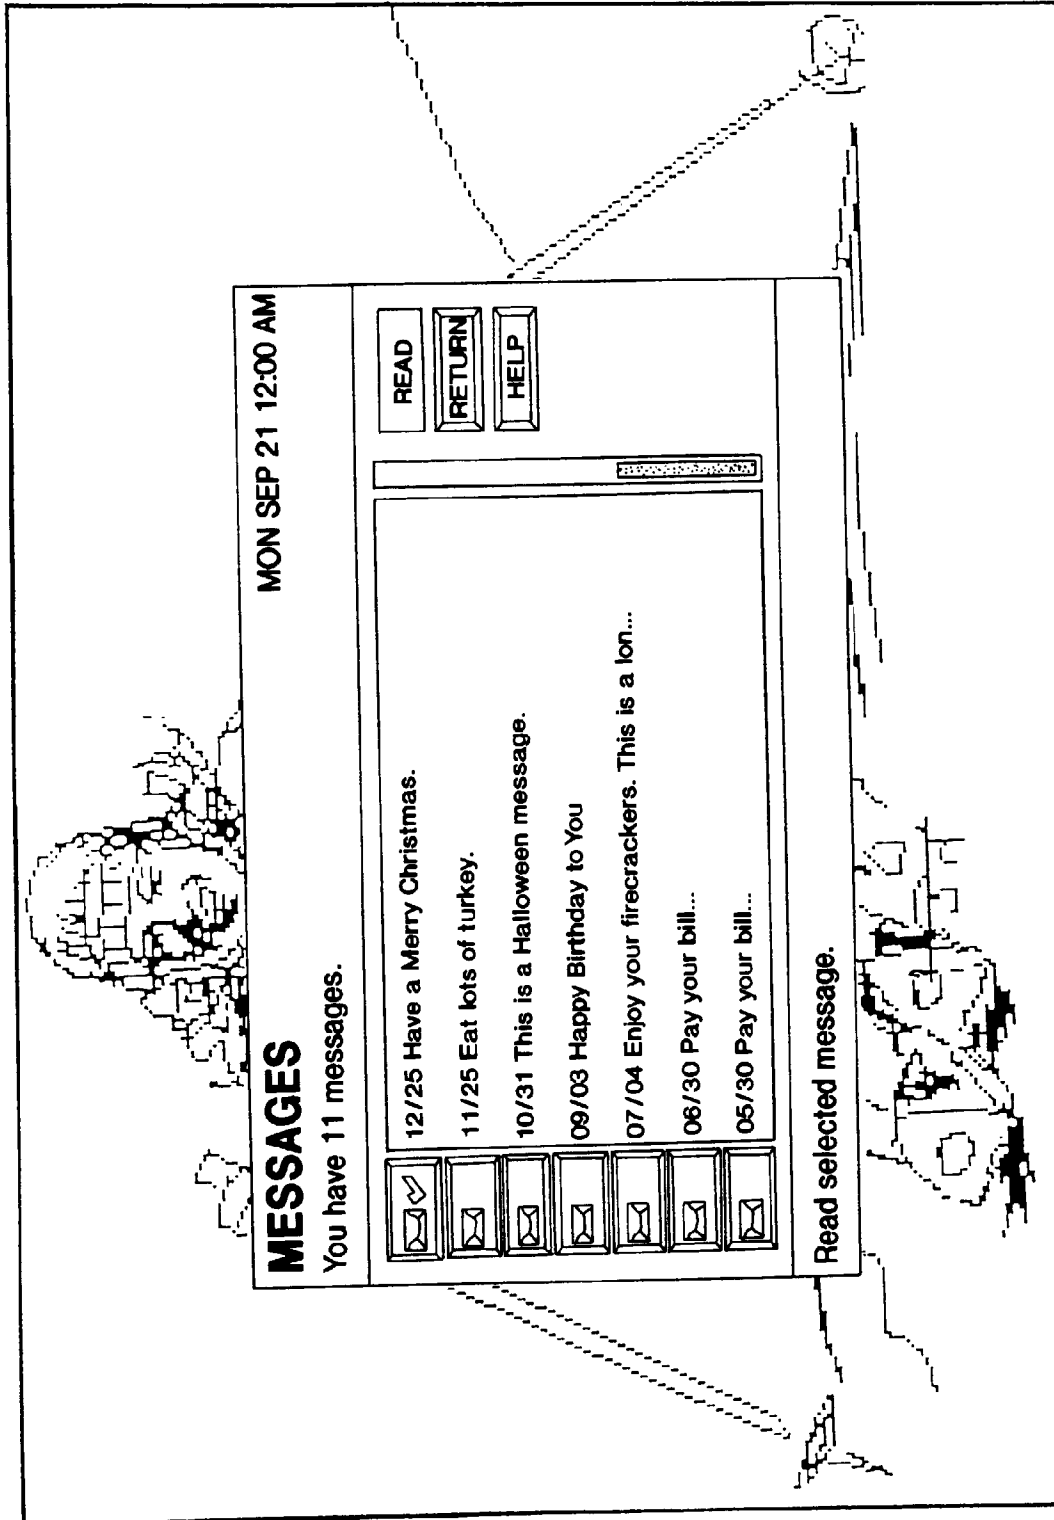 MESSAGES MON SEP 21 12:00 AM
You have 11 messages.
12/25 Have a Merry Christmas.
11/25 Eat lots of turkey.
10/31 This is a Halloween message.
09/03 Happy Birthday to You
07/04 Enjoy your firecrackers. This is a lon...
06/30 Pay your bill...
05/30 Pay your bill...
READ
RETURN
HELP
Read selected message.